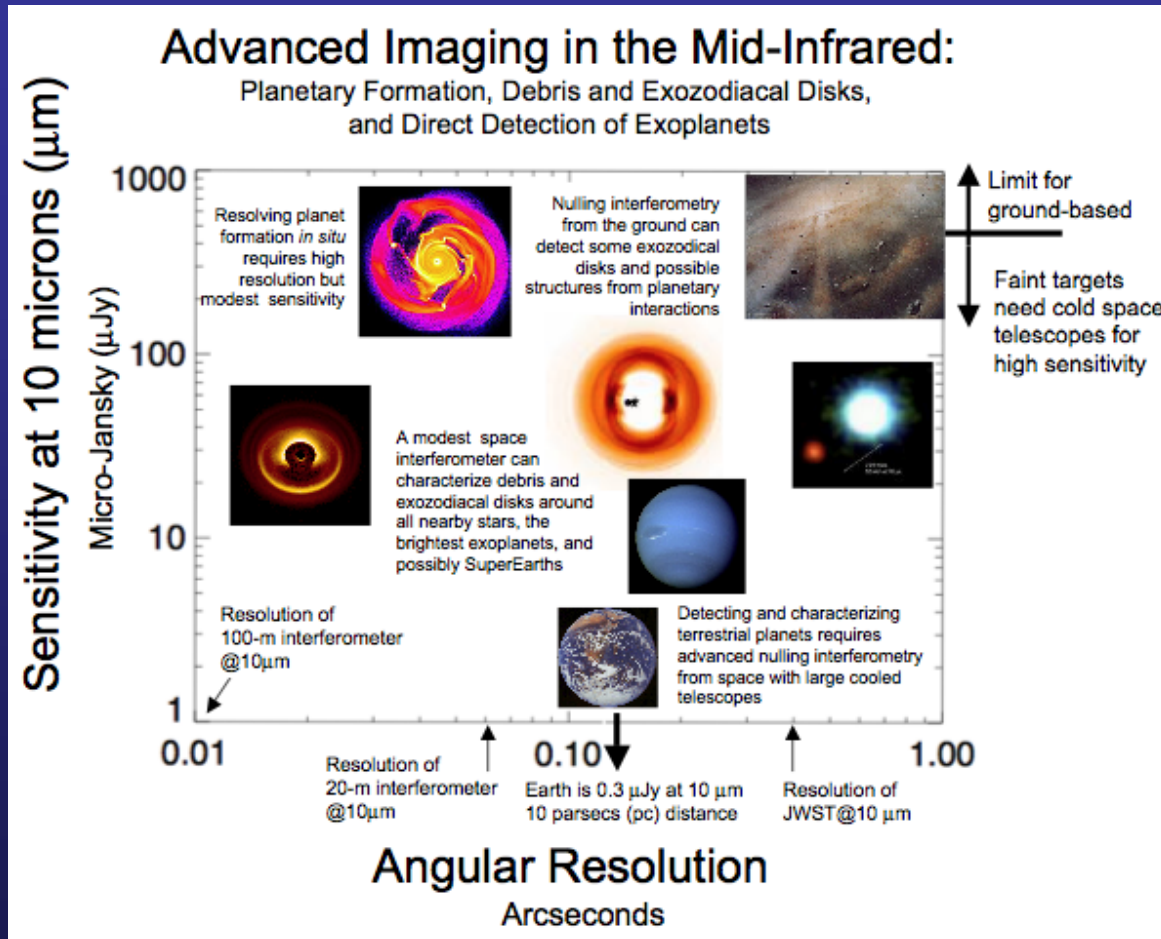 Advanced Imaging in the Mid-Infrared:
Planetary Formation, Debris and Exozodiacal Disks,
and Direct Detection of Exoplanets
Sensitivity at 10 microns (μm)
Micro-Jansky (μJy)
1000
100
10
1
Resolving planet
formation in situ
requires high
resolution but
modest sensitivity
Nulling interferometry
from the ground can
detect some exozodical
disks and possible
structures from planetary
interactions
Limit for
ground-based
Faint targets
need cold space
telescopes for
high sensitivity
A modest space
interferometer can
characterize debris and
exozodiacal disks around
all nearby stars, the
brightest exoplanets, and
possibly SuperEarths
Resolution of
100-m interferometer
@10μm
Detecting and characterizing
terrestrial planets requires
advanced nulling interferometry
from space with large cooled
telescopes
0.01
0.10
1.00
Resolution of
20-m interferometer
@10μm
Earth is 0.3 μJy at 10 μm
10 parsecs (pc) distance
Resolution of
JWST@10 μm
Angular Resolution
Arcseconds